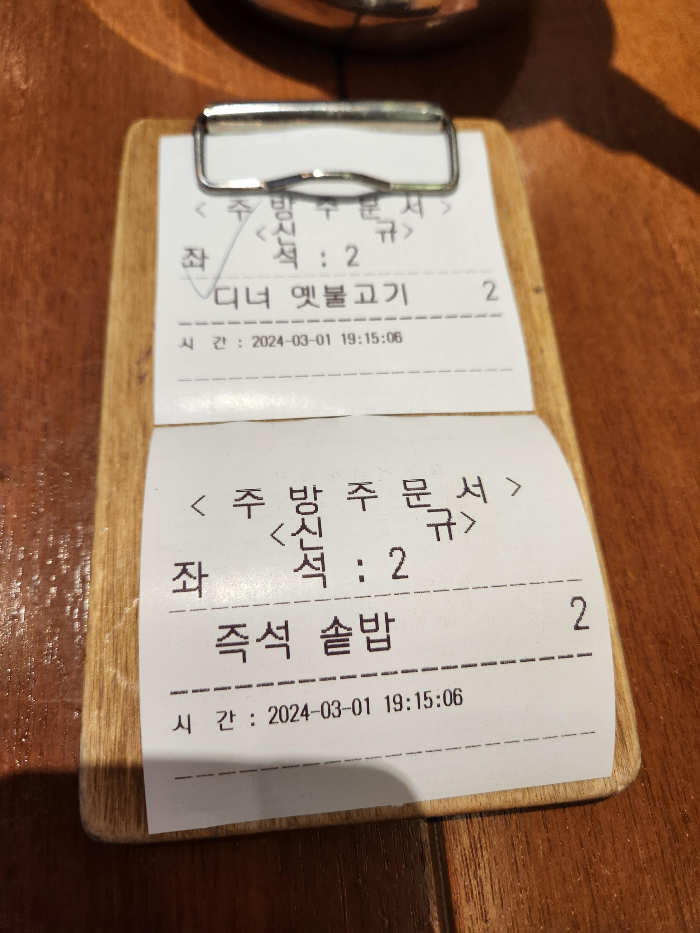 < 주 방 주 문 서 >
<신 규>
좌 석 : 2
디너 옛불고기 2
시 간 : 2024-03-01 19:15:06
< 주 방 주 문 서 >
<신 규>
좌 석 : 2
즉석 솥밥 2
시 간 : 2024-03-01 19:15:06